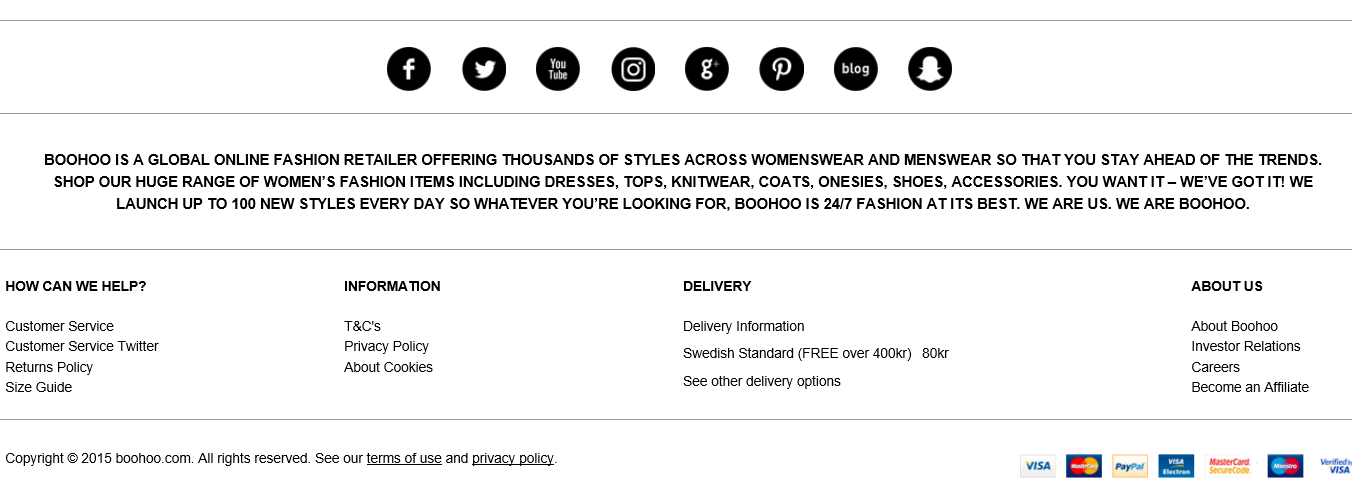 You Tube
g+
blog
BOOHOO IS A GLOBAL ONLINE FASHION RETAILER OFFERING THOUSANDS OF STYLES ACROSS WOMENSWEAR AND MENSWEAR SO THAT YOU STAY AHEAD OF THE TRENDS.
SHOP OUR HUGE RANGE OF WOMEN'S FASHION ITEMS INCLUDING DRESSES, TOPS, KNITWEAR, COATS, ONESIES, SHOES, ACCESSORIES. YOU WANT IT – WE'VE GOT IT! WE
LAUNCH UP TO 100 NEW STYLES EVERY DAY SO WHATEVER YOU'RE LOOKING FOR, BOOHOO IS 24/7 FASHION AT ITS BEST. WE ARE US. WE ARE BOOHOO.
HOW CAN WE HELP?
Customer Service
Customer Service Twitter
Returns Policy
Size Guide
INFORMATION
T&C's
Privacy Policy
About Cookies
DELIVERY
Delivery Information
Swedish Standard (FREE over 400kr) 80kr
See other delivery options
ABOUT US
About Boohoo
Investor Relations
Careers
Become an Affiliate
Copyright © 2015 boohoo.com. All rights reserved. See our terms of use and privacy policy.
VISA
MasterCard
PayPal
VISA Electron
MasterCard. SecureCode.
Maestro
Verified by VISA